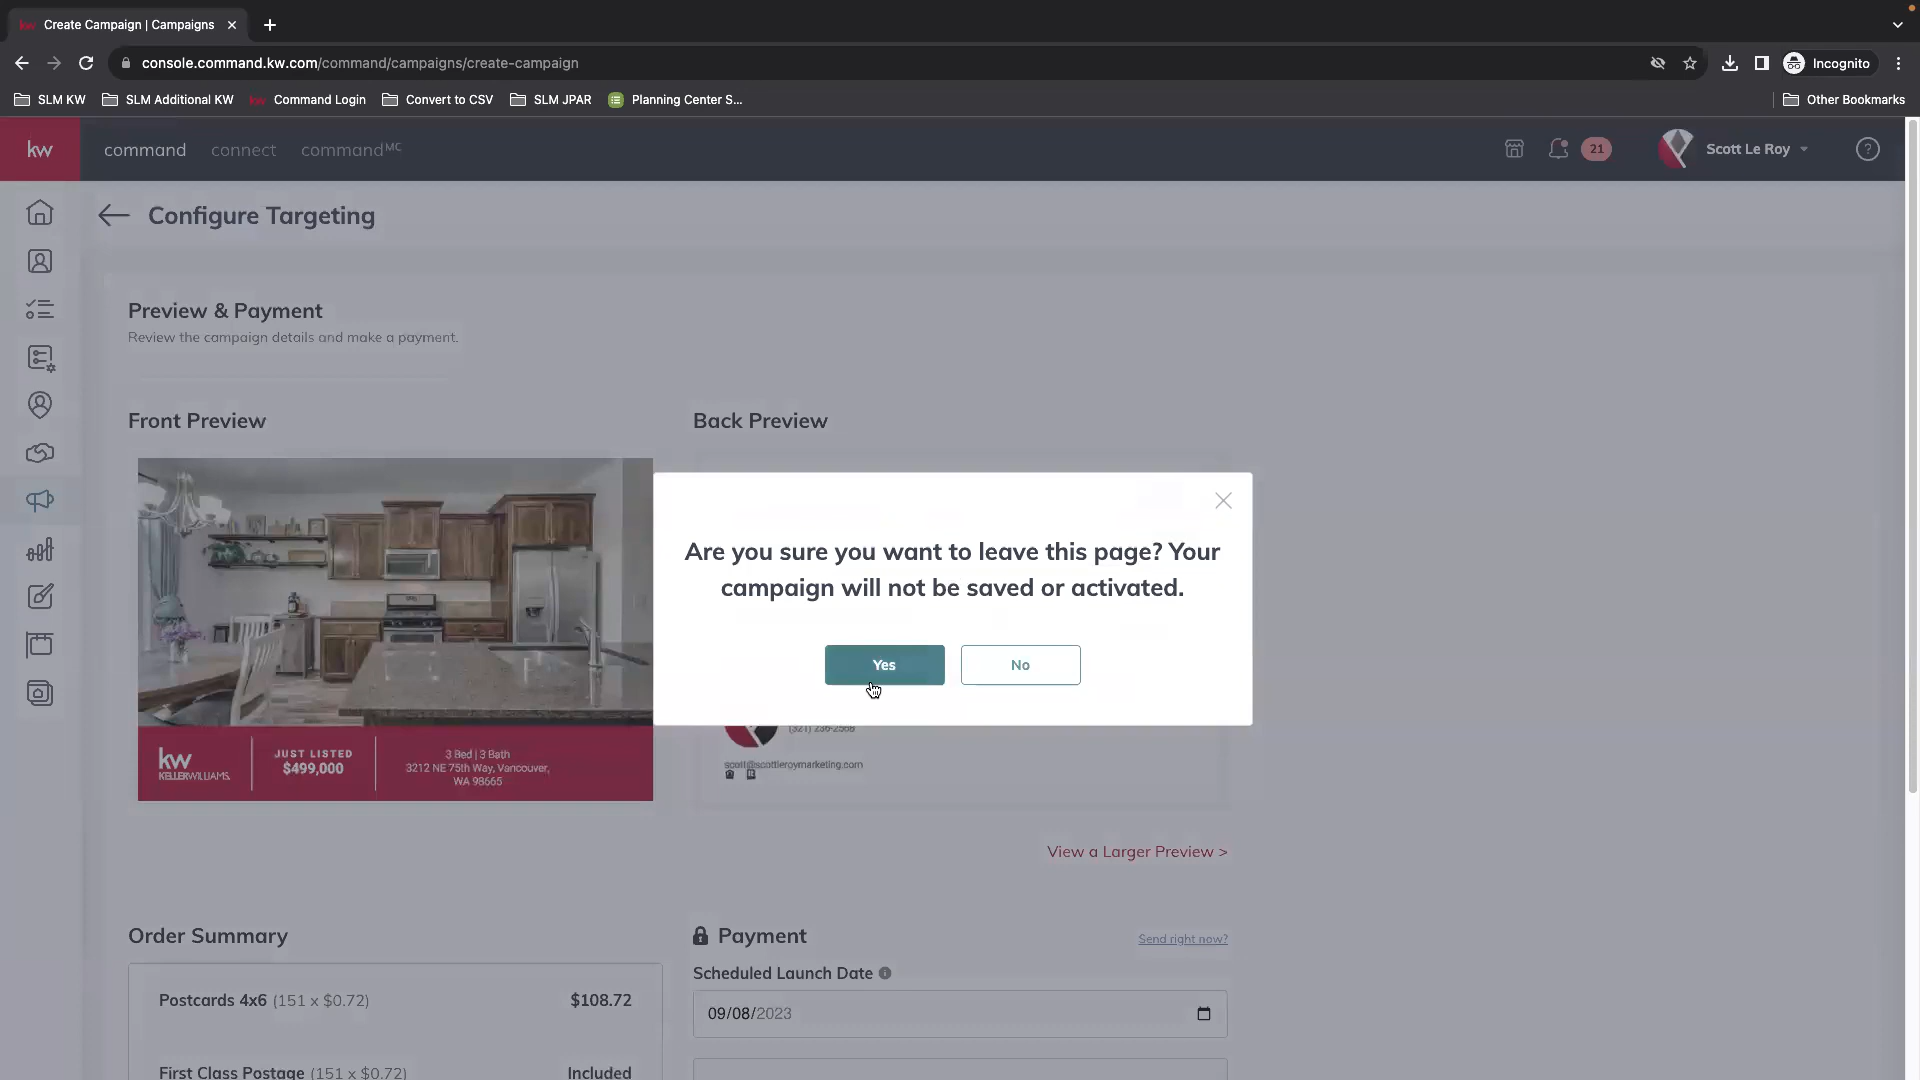 Create Campaign | Campaigns
console.command.kw.com/command/campaigns/create-campaign
Incognito
SLM KW
SLM Additional KW
Command Login
Convert to CSV
SLM JPAR
Planning Center S...
Other Bookmarks
kw
command
connect
commandMC
21
Scott Le Roy
Configure Targeting
Preview & Payment
Review the campaign details and make a payment.
Front Preview
Back Preview
Are you sure you want to leave this page? Your
campaign will not be saved or activated.
Yes
No
(321) 236-2568
scott@scottleroymarketing.com
kw
KELLERWILLIAMS.
JUST LISTED
$499,000
3 Bed | 3 Bath
3212 NE 75th Way, Vancouver,
WA 98665
View a Larger Preview >
Order Summary
Payment
Send right now?
Scheduled Launch Date
Postcards 4x6 (151 x $0.72)
$108.72
09/08/2023
First Class Postage (151 x $0.72)
Included